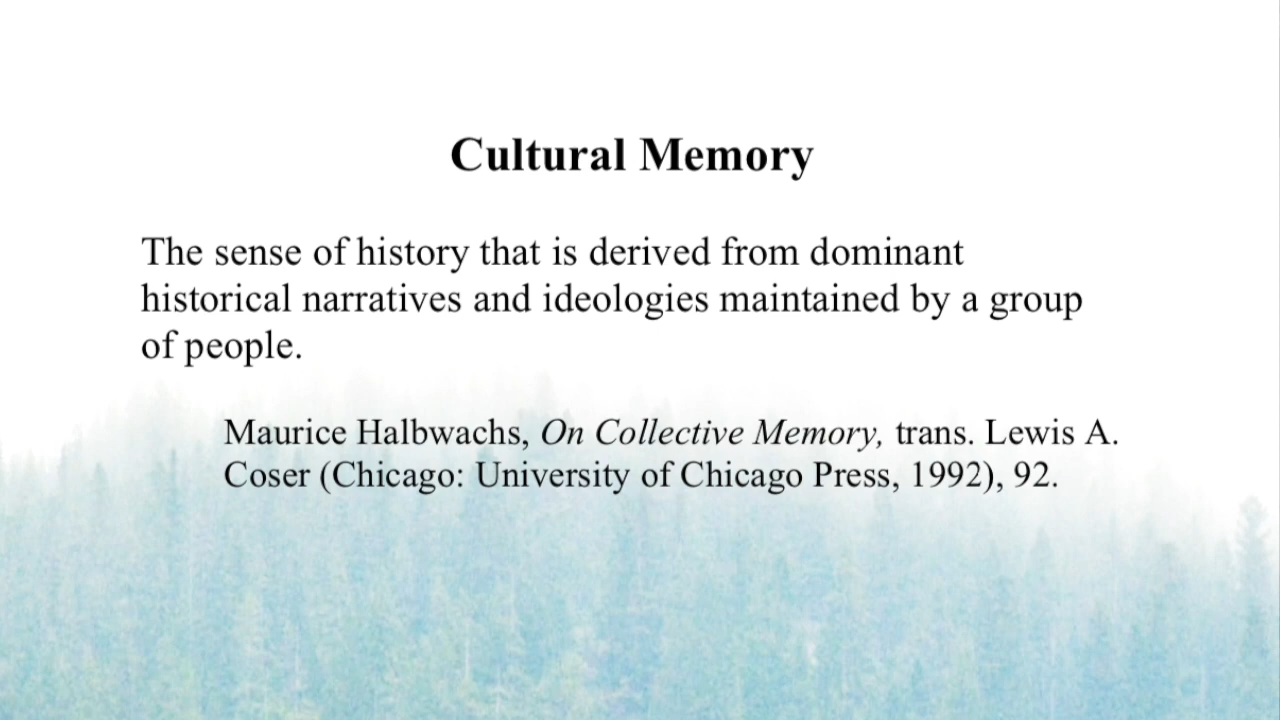 Cultural Memory
The sense of history that is derived from dominant
historical narratives and ideologies maintained by a group
of people.
Maurice Halbwachs, On Collective Memory, trans. Lewis A.
Coser (Chicago: University of Chicago Press, 1992), 92.